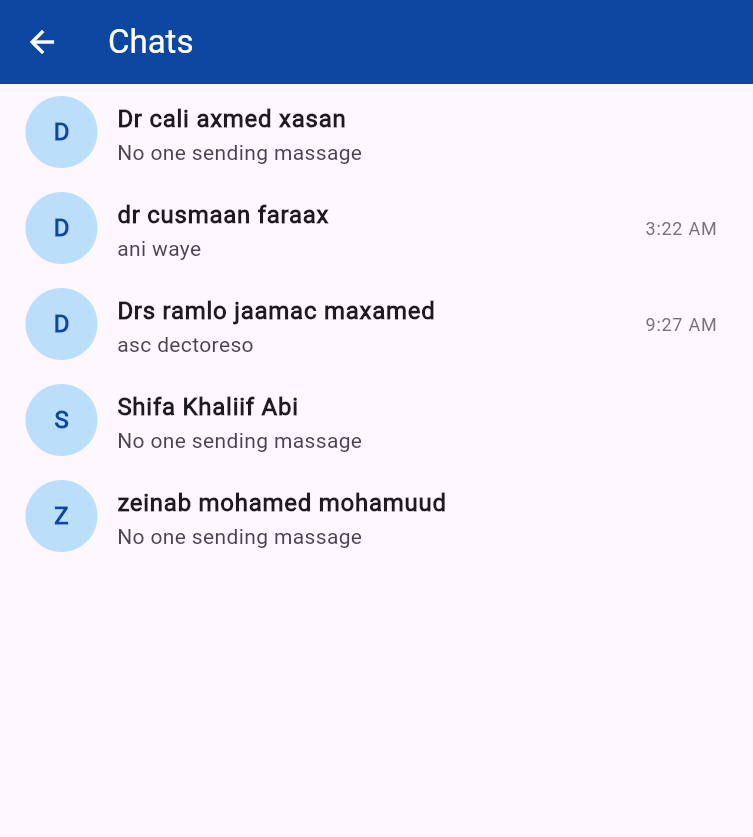 Chats
D
Dr cali axmed xasan
No one sending massage
D
dr cusmaan faraax
3:22 AM
ani waye
D
Drs ramlo jaamac maxamed
9:27 AM
asc dectoreso
S
Shifa Khaliif Abi
No one sending massage
Z
zeinab mohamed mohamuud
No one sending massage